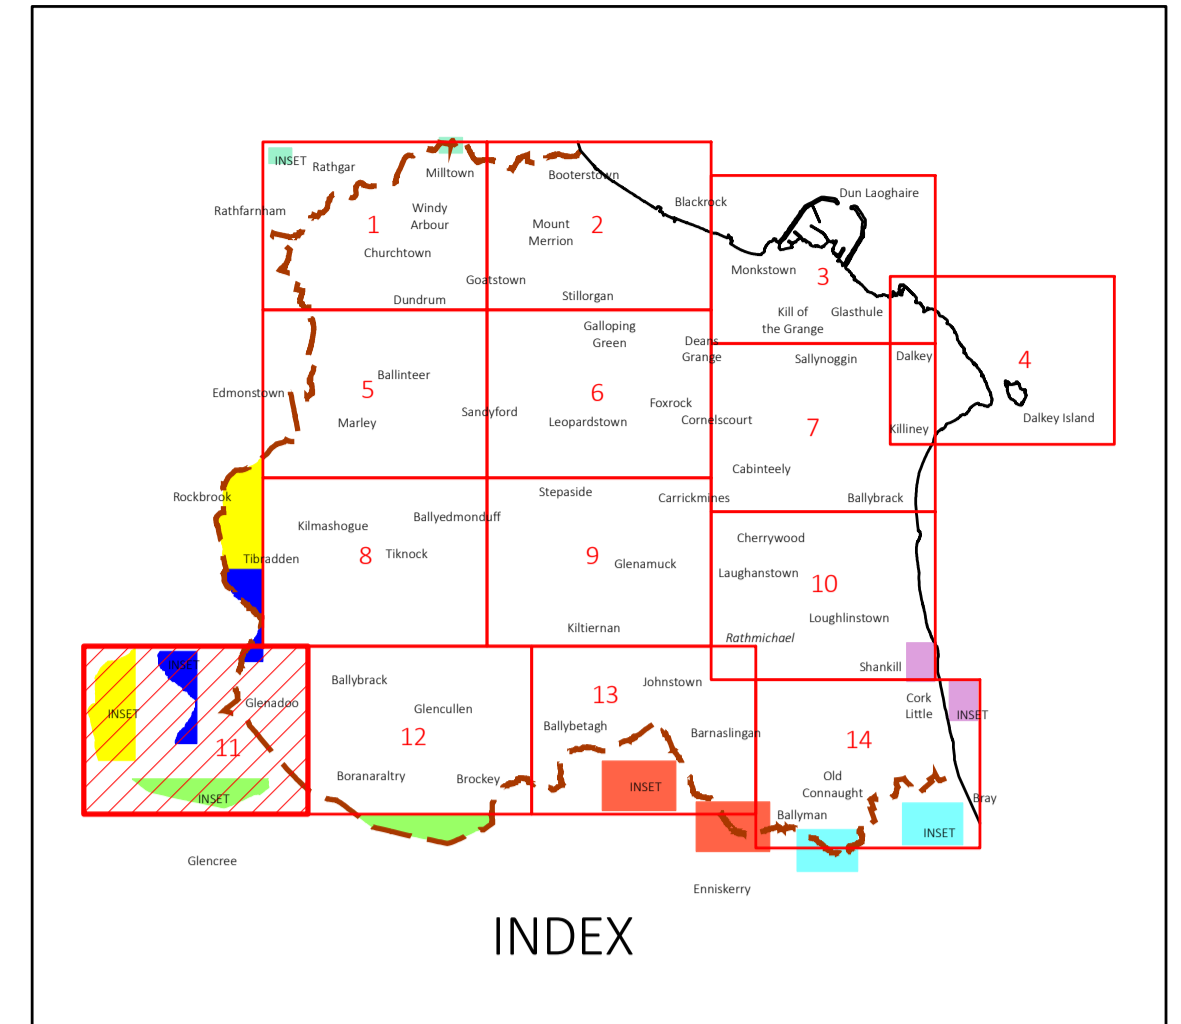 INSET
Rathgar
Milltown
Booterstown
Dun Laoghaire
Blackrock
Rathfarnham
Windy
Arbour
1
Mount
Merrion
2
Churchtown
Goatstown
Monkstown
3
Dundrum
Stillorgan
Kill of
the Grange
Glasthule
Galloping
Green
Deans
Grange
Sallynoggin
Dalkey
4
Ballinteer
5
Edmonstown
6
Foxrock
Sandyford
Marley
Leopardstown
Cornelscourt
7
Killiney
Dalkey Island
Cabinteely
Rockbrook
Stepaside
Carrickmines
Ballybrack
Kilmashogue
Ballyedmonduff
Cherrywood
Tibradden
8
Tiknock
9
Glenamuck
Laughanstown
10
Loughlinstown
Kiltiernan
Rathmichael
INSET
Shankill
Ballybrack
13
Johnstown
Glenadoo
Cork
Little
INSET
INSET
Glencullen
Ballybetagh
Barnaslingan
11
12
14
Boranaraltry
Brockey
INSET
Old
Connaught
INSET
Bray
Ballyman
INSET
Glencree
Enniskerry
INDEX